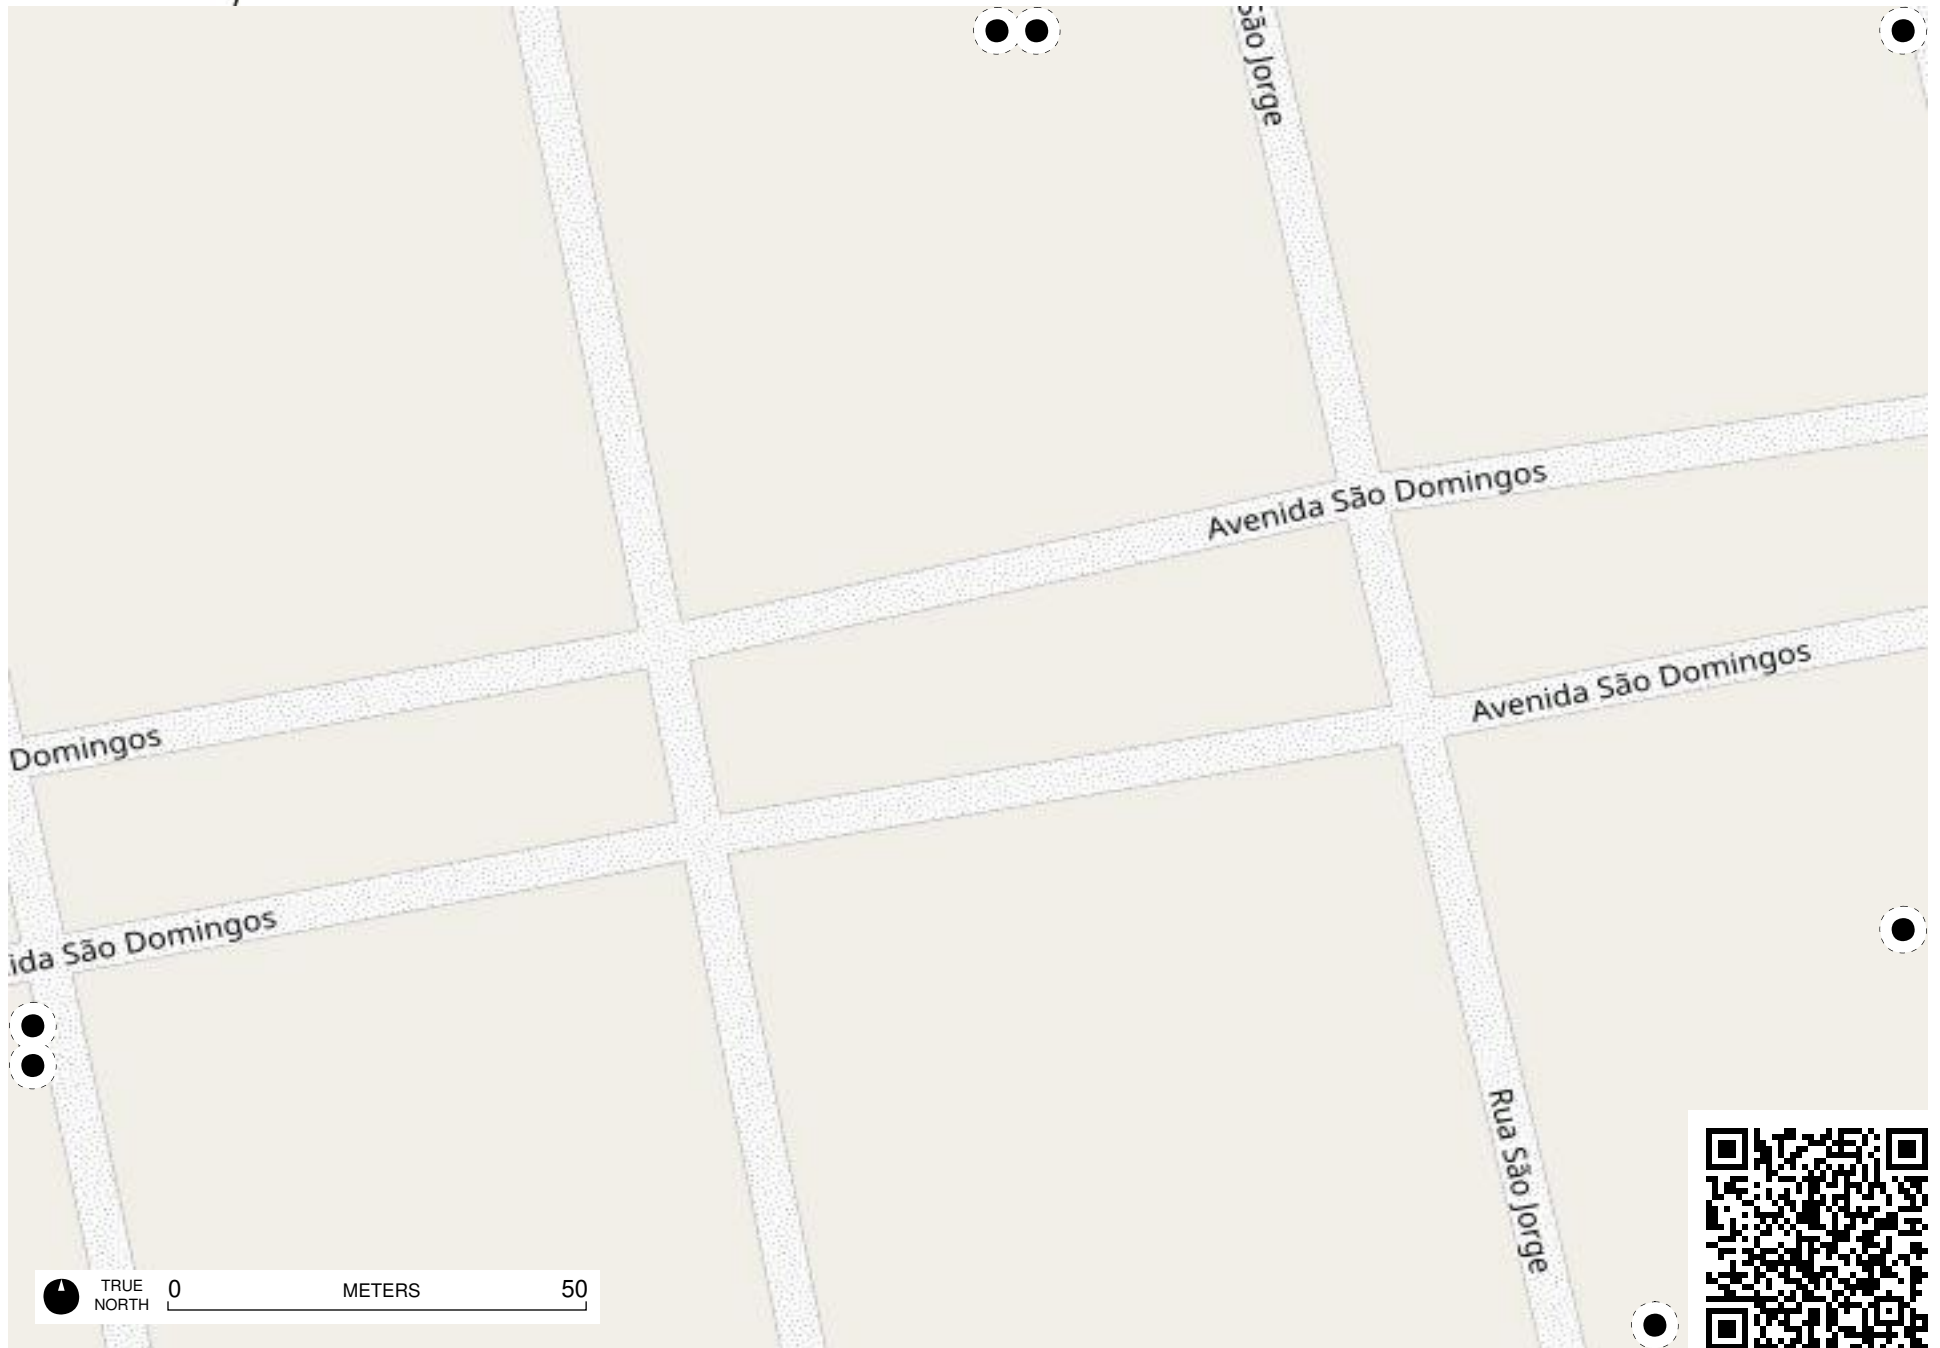 São Jorge
Avenida São Domingos
Avenida São Domingos
Domingos
ida São Domingos
Rua São Jorge
TRUE
NORTH
0 METERS 50